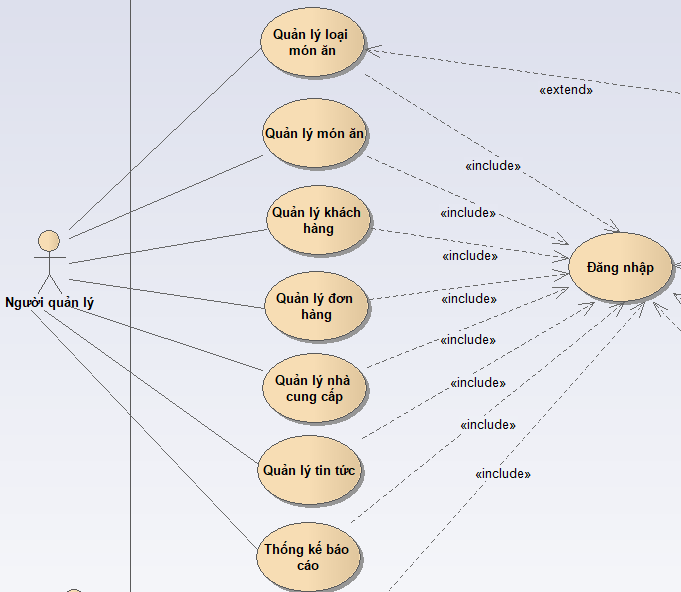 Quản lý loại
món ăn
«extend»
Quản lý món ăn
«include»
Quản lý khách
hàng
«include»
«include»
Đăng nhập
Quản lý đơn
hàng
«include»
Người quản lý
«include»
Quản lý nhà
cung cấp
«include»
«include»
Quản lý tin tức
«include»
Thống kế báo
cáo